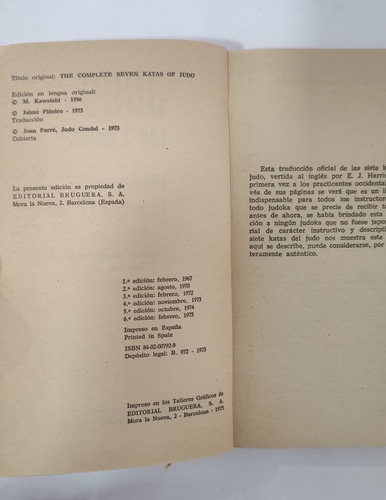 Título original: THE COMPLETE SEVEN KATAS OF JUDO
Edición en lengua original:
© M. Kawaishi - 1956
© Jaime Piñeiro - 1973
Traducción
© Joan Farré, Judo Condal - 1973
Cubierta
La presente edición es propiedad de
EDITORIAL BRUGUERA, S. A.
Mora la Nueva, 2. Barcelona (España)
1.ª edición: febrero, 1967
2.ª edición: agosto, 1970
3.ª edición: febrero, 1972
4.ª edición: noviembre, 1973
5.ª edición: octubre, 1974
6.ª edición: febrero, 1975
Impreso en España
Printed in Spain
ISBN 84-02-00792-9
Depósito legal: B. 972 - 1975
Impreso en los Talleres Gráficos de
EDITORIAL BRUGUERA, S. A.
Mora la Nueva, 2 - Barcelona - 1975
Esta traducción oficial de las siete k
judo, vertida al inglés por E. J. Harri
primera vez a los practicantes occidental
vés de sus páginas se verá que es un li
indispensable para todos los instructore
todo judoka que se precie de recibir t
antes de ahora, se había brindado esta
ción a ningún judoka que no fuese japo
rial de carácter instructivo y descripti
siete katas del judo nos muestra este
aquí se describe, puede considerarse, por
teramente auténtico.